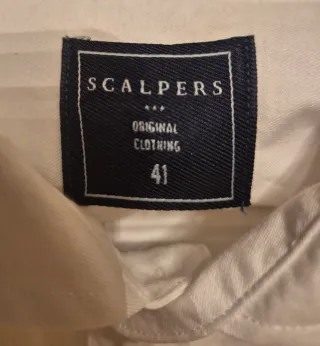 SCALPERS
***
ORIGINAL
CLOTHING
41